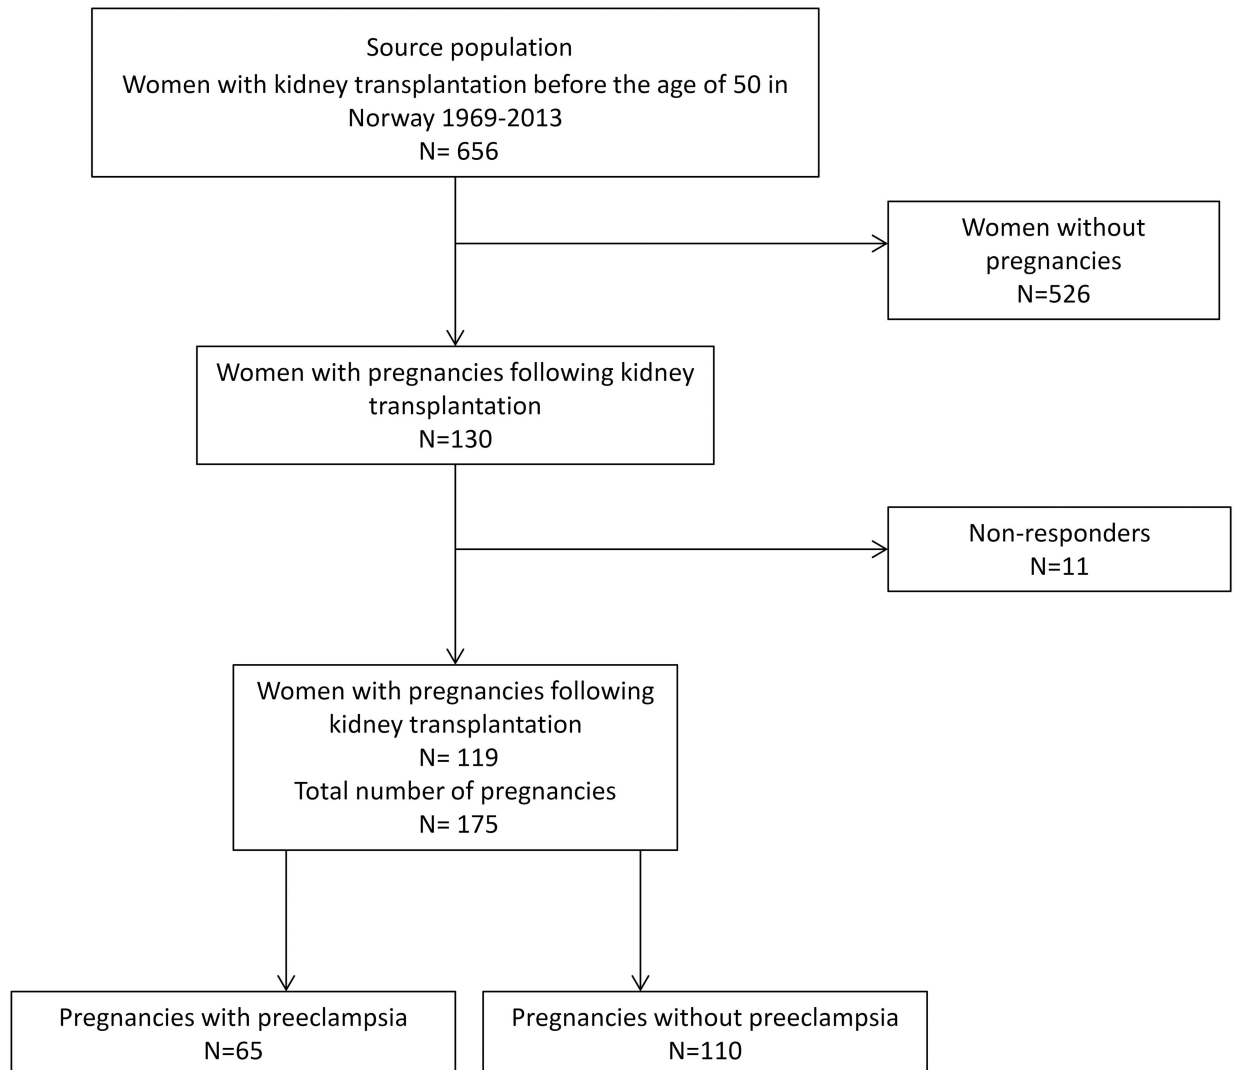 Source population
Women with kidney transplantation before the age of 50 in
Norway 1969-2013
N= 656
Women without
pregnancies
N=526
Women with pregnancies following kidney
transplantation
N=130
Non-responders
N=11
Women with pregnancies following
kidney transplantation
N= 119
Total number of pregnancies
N= 175
Pregnancies with preeclampsia
N=65
Pregnancies without preeclampsia
N=110